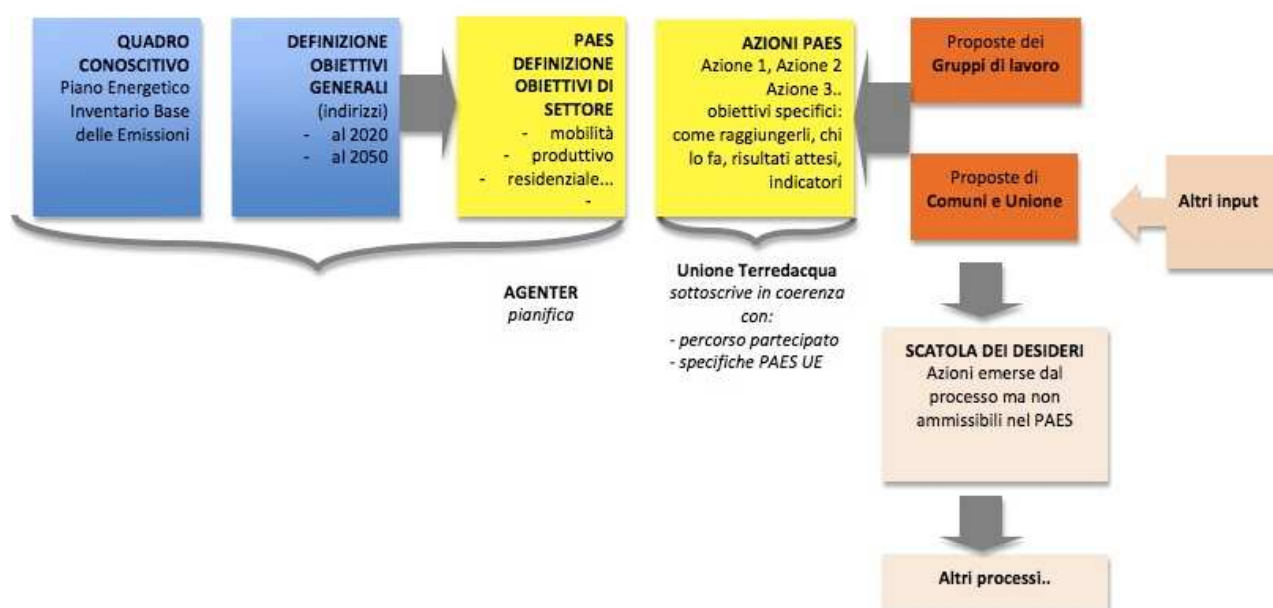 QUADRO
CONOSCITIVO
Piano Energetico
Inventario Base
delle Emissioni
DEFINIZIONE
OBIETTIVI
GENERALI
(indirizzi)
- al 2020
- al 2050
PAES
DEFINIZIONE
OBIETTIVI DI
SETTORE
- mobilità
- produttivo
- residenziale...
-
AZIONI PAES
Azione 1, Azione 2
Azione 3..
obiettivi specifici:
come raggiungerli, chi
lo fa, risultati attesi,
indicatori
Proposte dei
Gruppi di lavoro
Proposte di
Comuni e Unione
Altri input
AGENTER
pianifica
Unione Terredacqua
sottoscrive in coerenza
con:
- percorso partecipato
- specifiche PAES UE
SCATOLA DEI DESIDERI
Azioni emerse dal
processo ma non
ammissibili nel PAES
Altri processi..